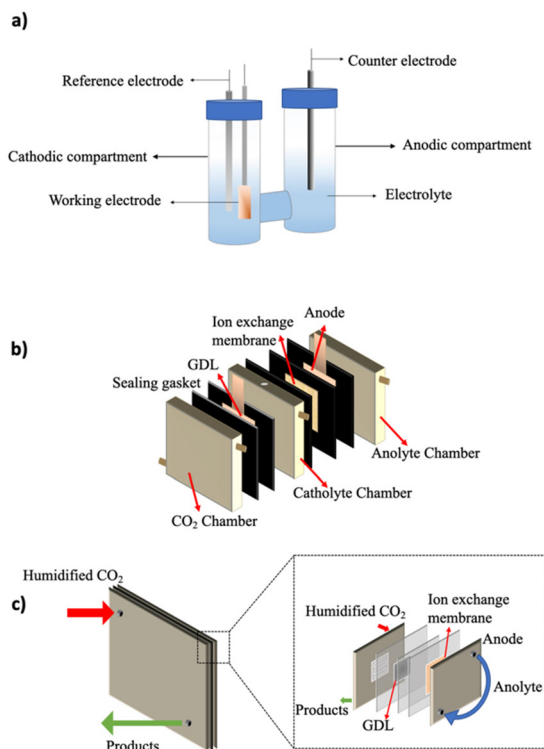 a)
Reference electrode
Counter electrode
Cathodic compartment
Anodic compartment
Working electrode
Electrolyte
b)
Anode
Ion exchange
membrane
GDL
Sealing gasket
Anolyte Chamber
Catholyte Chamber
CO₂ Chamber
c)
Humidified CO₂
Products
Humidified CO₂
Ion exchange
membrane
Anode
Anolyte
Products
GDL